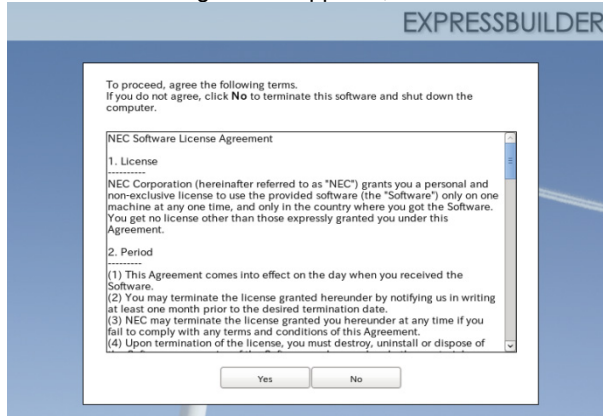 EXPRESSBUILDER
To proceed, agree the following terms.
If you do not agree, click No to terminate this software and shut down the
computer.
NEC Software License Agreement
1. License
----------
NEC Corporation (hereinafter referred to as "NEC") grants you a personal and
non-exclusive license to use the provided software (the "Software") only on one
machine at any one time, and only in the country where you got the Software.
You get no license other than those expressly granted you under this
Agreement.
2. Period
---------
(1) This Agreement comes into effect on the day when you received the
Software.
(2) You may terminate the license granted hereunder by notifying us in writing
at least one month prior to the desired termination date.
(3) NEC may terminate the license granted you hereunder at any time if you
fail to comply with any terms and conditions of this Agreement.
(4) Upon termination of the license, you must destroy, uninstall or dispose of
Yes No